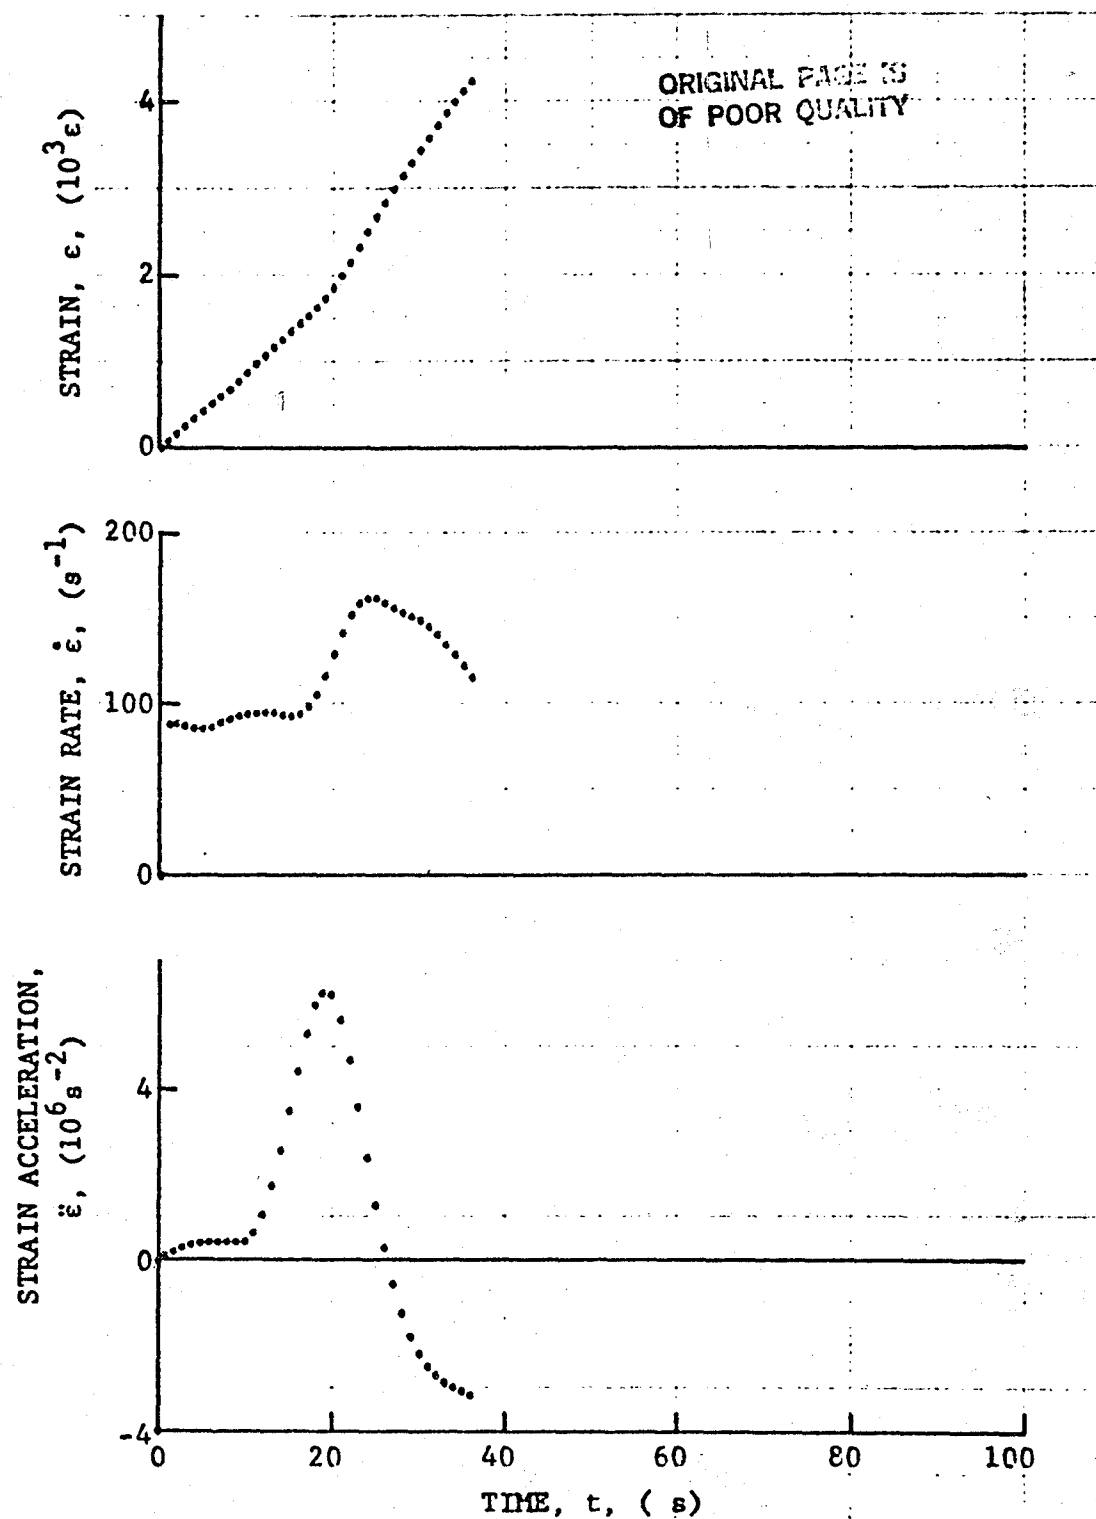 ORIGINAL PAGE IS
OF POOR QUALITY
STRAIN, ε, (10³ε)
4
2
0
STRAIN RATE, ε̇, (s⁻¹)
200
100
0
STRAIN ACCELERATION,
ε̈, (10⁶s⁻²)
4
0
-4
0 20 40 60 80 100
TIME, t, ( s)